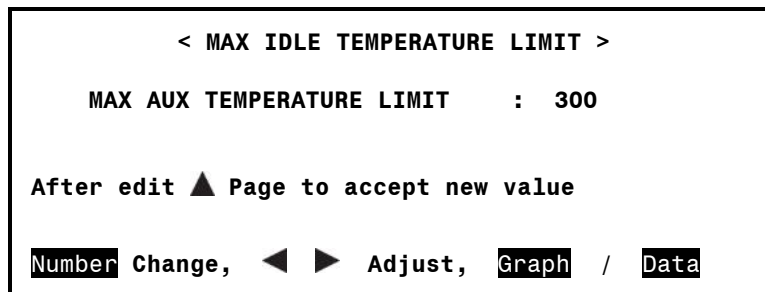 < MAX IDLE TEMPERATURE LIMIT >
MAX AUX TEMPERATURE LIMIT : 300
After edit ▲ Page to accept new value
Number Change, ◀ ▶ Adjust, Graph / Data